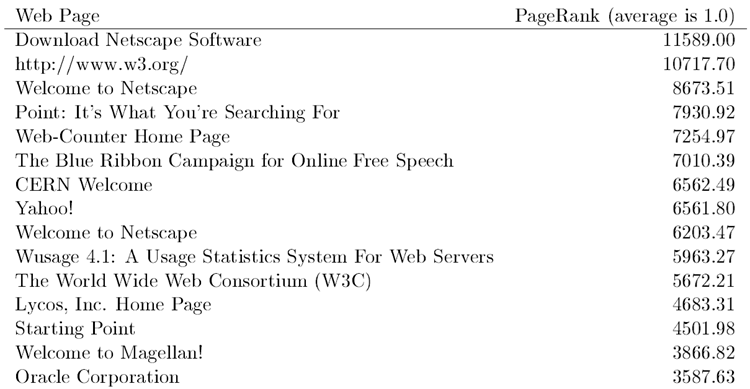 Web Page PageRank (average is 1.0)
Download Netscape Software 11589.00
http://www.w3.org/ 10717.70
Welcome to Netscape 8673.51
Point: It's What You're Searching For 7930.92
Web-Counter Home Page 7254.97
The Blue Ribbon Campaign for Online Free Speech 7010.39
CERN Welcome 6562.49
Yahoo! 6561.80
Welcome to Netscape 6203.47
Wusage 4.1: A Usage Statistics System For Web Servers 5963.27
The World Wide Web Consortium (W3C) 5672.21
Lycos, Inc. Home Page 4683.31
Starting Point 4501.98
Welcome to Magellan! 3866.82
Oracle Corporation 3587.63